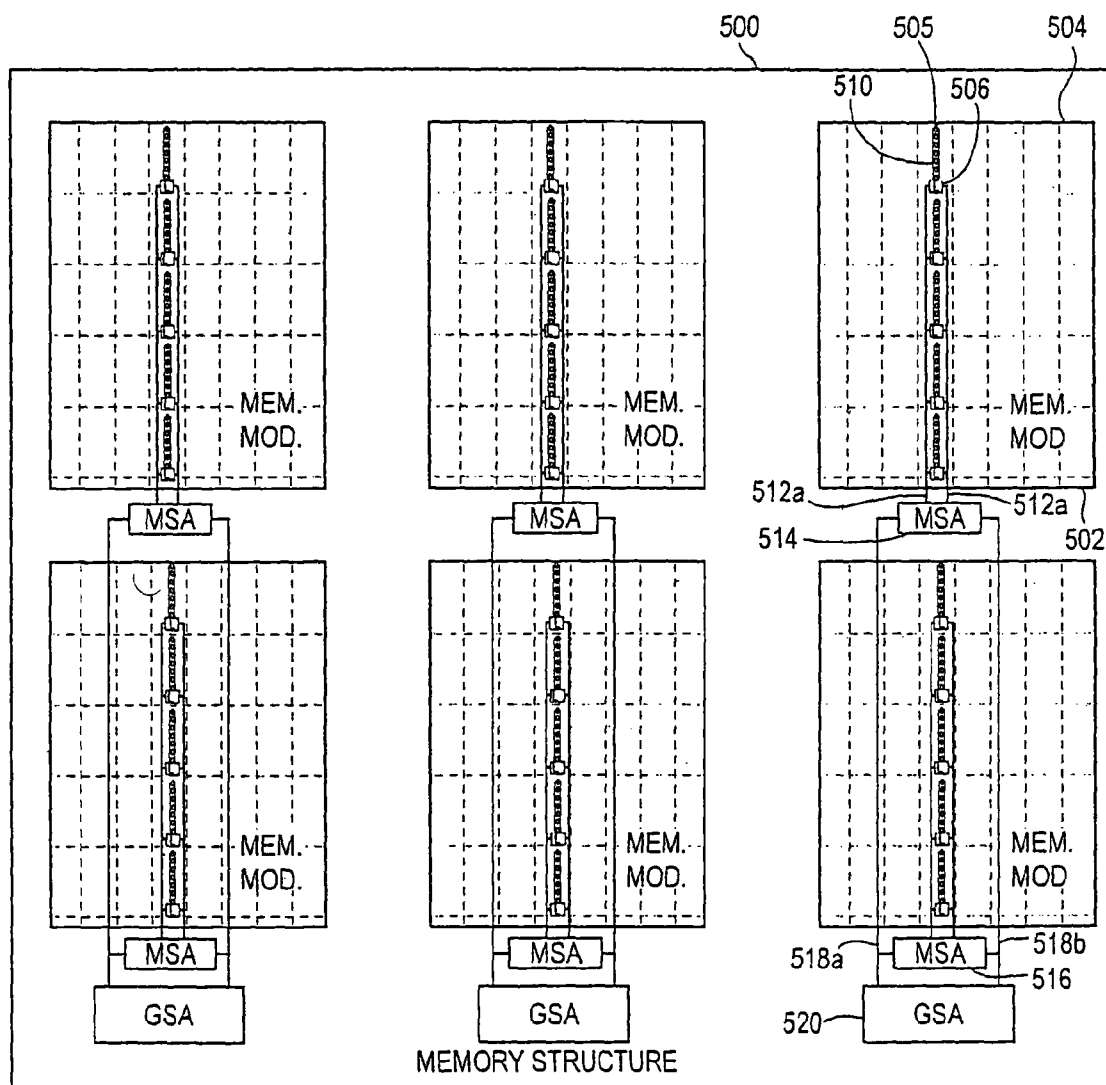 500
505
504
510
506
MEM.
MOD.
MEM.
MOD.
MEM.
MOD
512a
512a
MSA
MSA
MSA
514
502
MEM.
MOD.
MEM.
MOD.
MEM.
MOD
MSA
MSA
518a
MSA
518b
516
GSA
GSA
520
GSA
MEMORY STRUCTURE